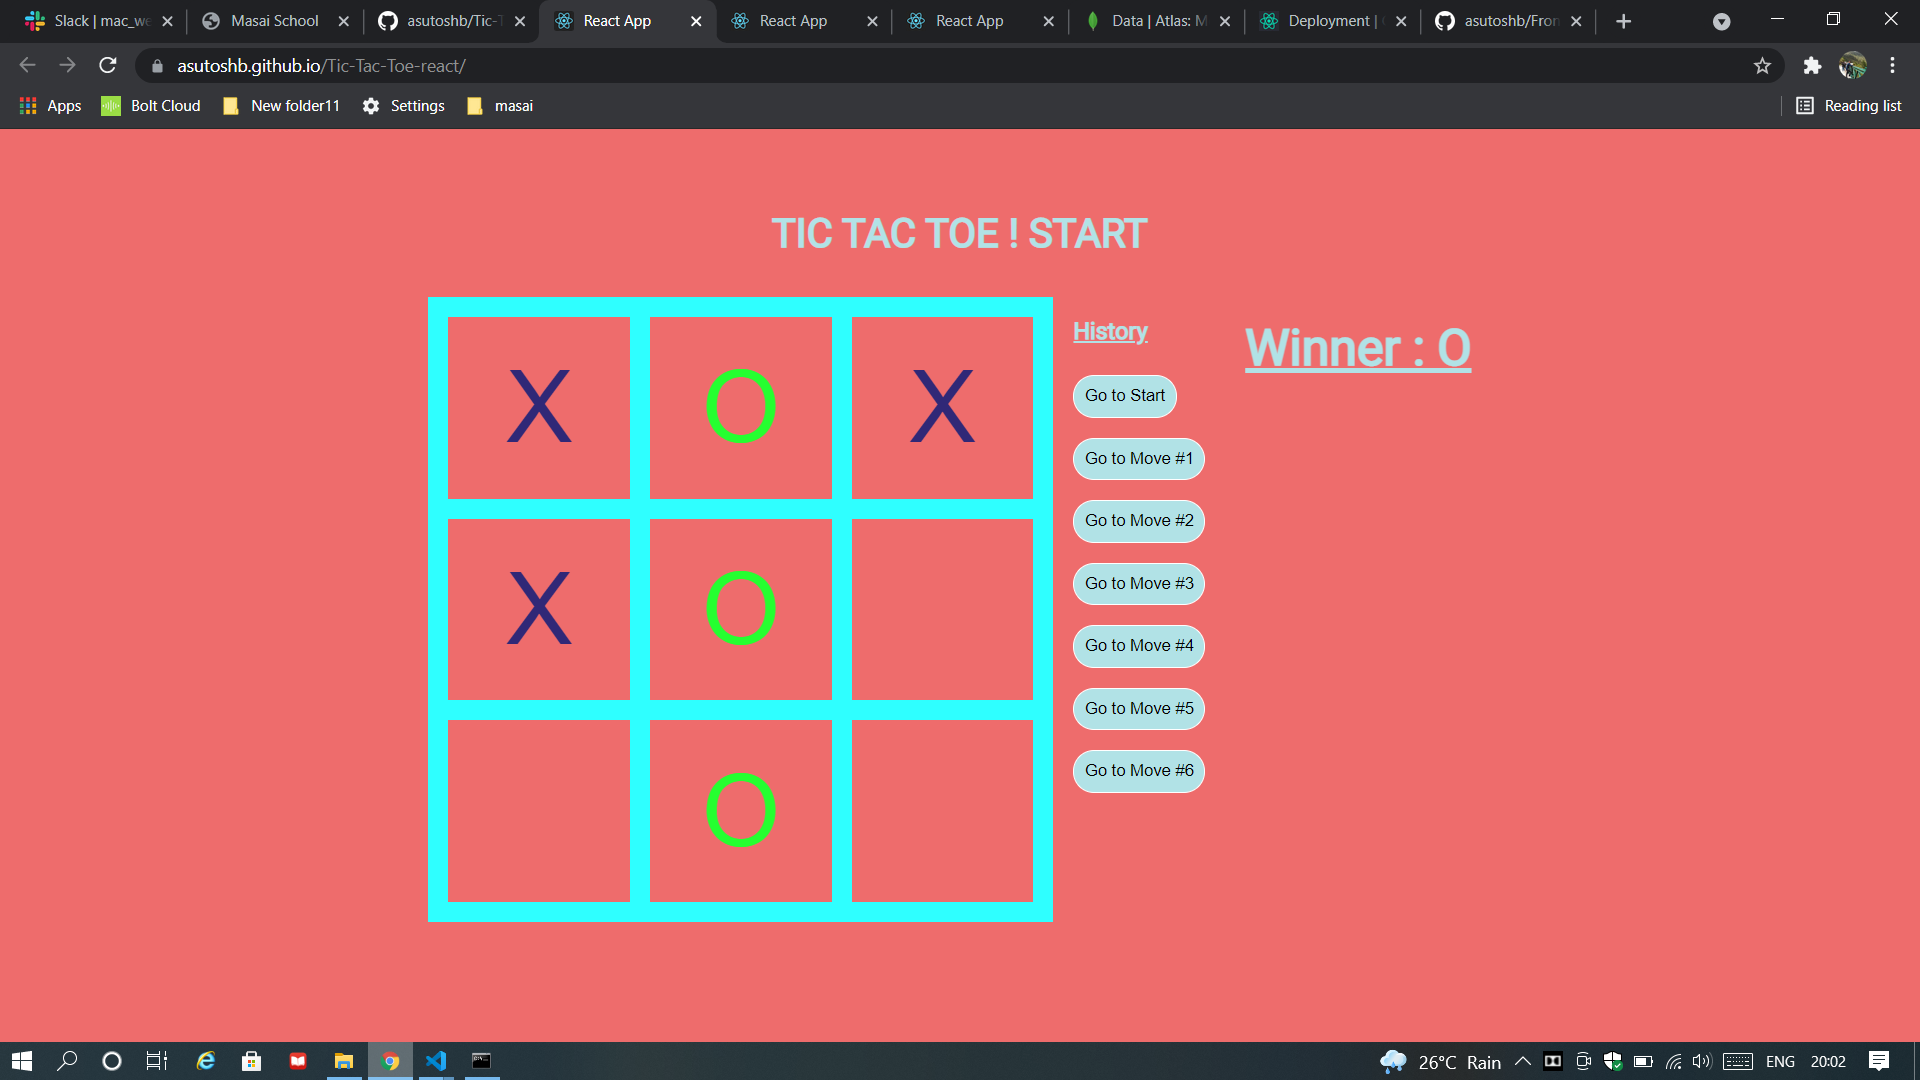 Slack | mac_we
Masai School
asutoshb/Tic-T
React App
React App
React App
Data | Atlas: M
Deployment |
asutoshb/Fron
asutoshb.github.io/Tic-Tac-Toe-react/
Apps
Bolt Cloud
New folder11
Settings
masai
Reading list
TIC TAC TOE ! START
X O X
X O
O
History
Go to Start
Go to Move #1
Go to Move #2
Go to Move #3
Go to Move #4
Go to Move #5
Go to Move #6
Winner : O
26°C Rain
ENG
20:02